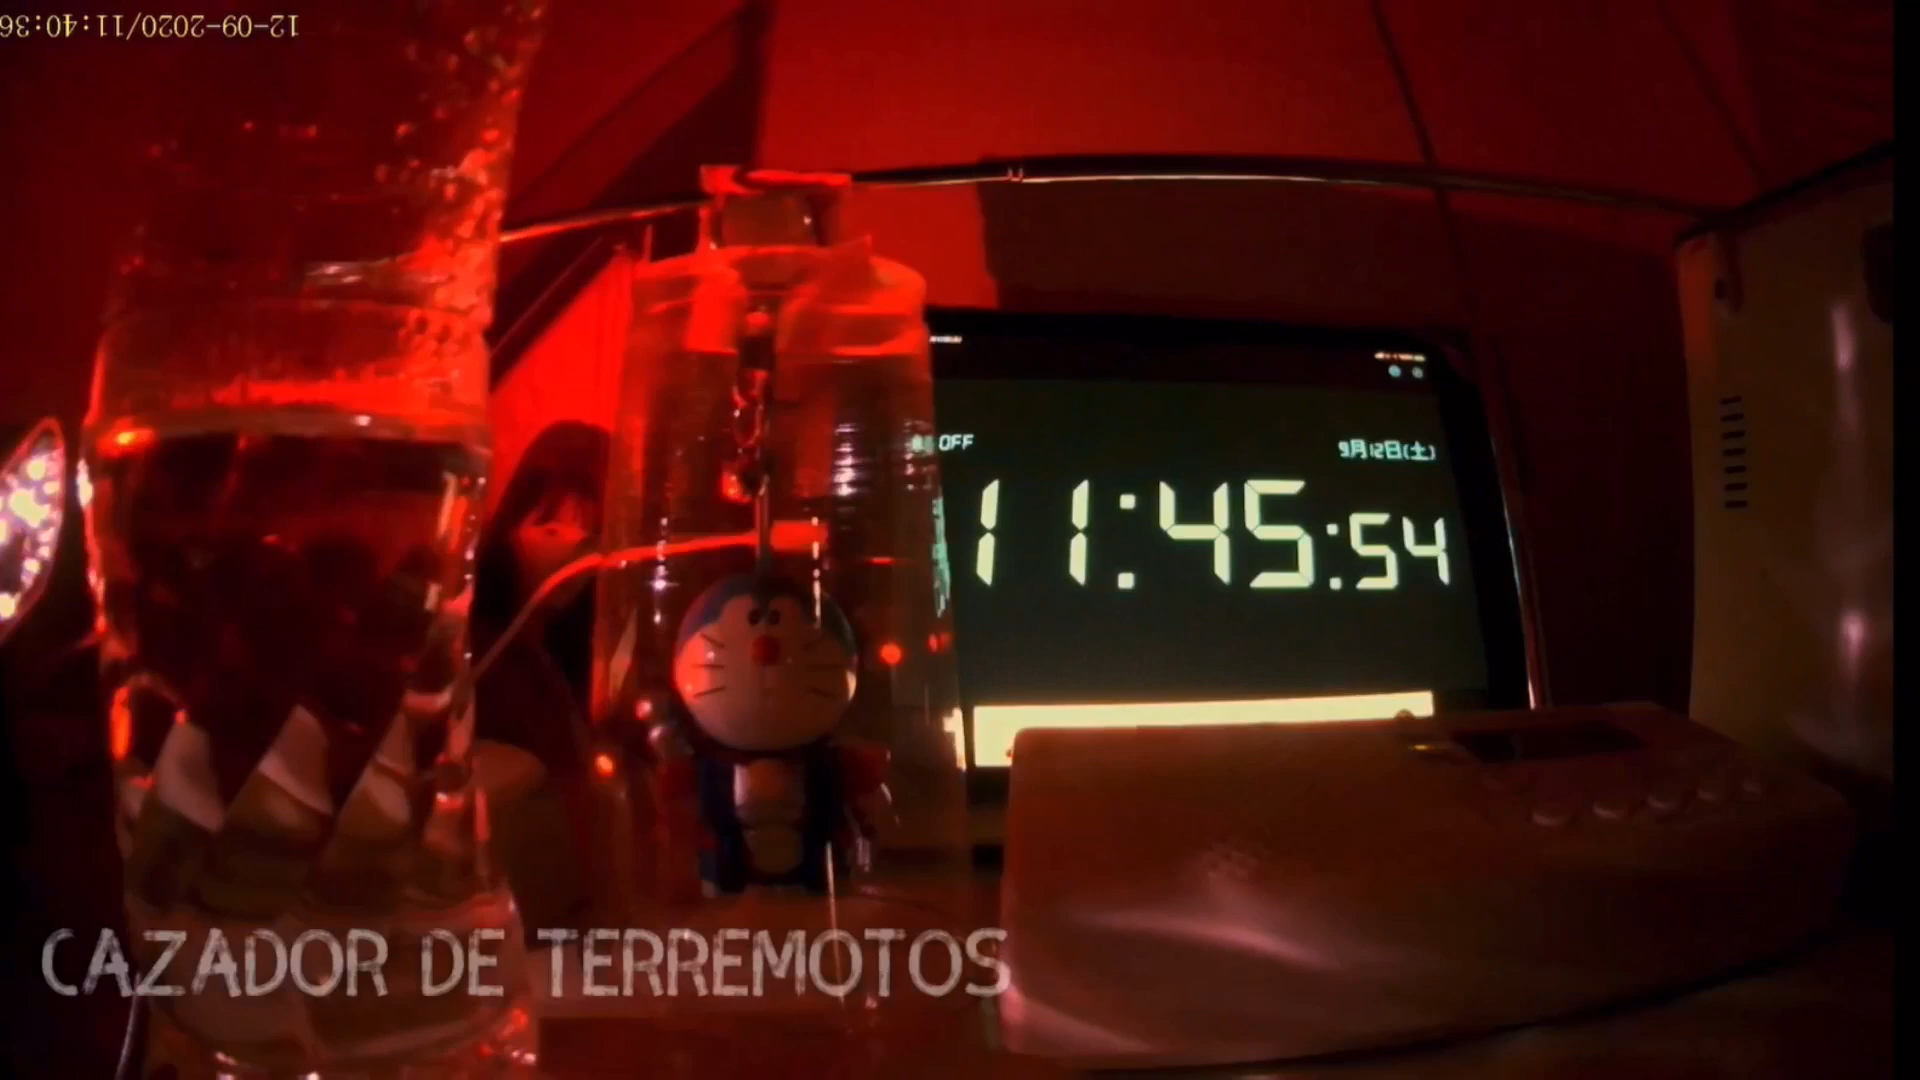 12-09-2020/11:40:36
OFF
9月12日(土)
11:45:54
CAZADOR DE TERREMOTOS